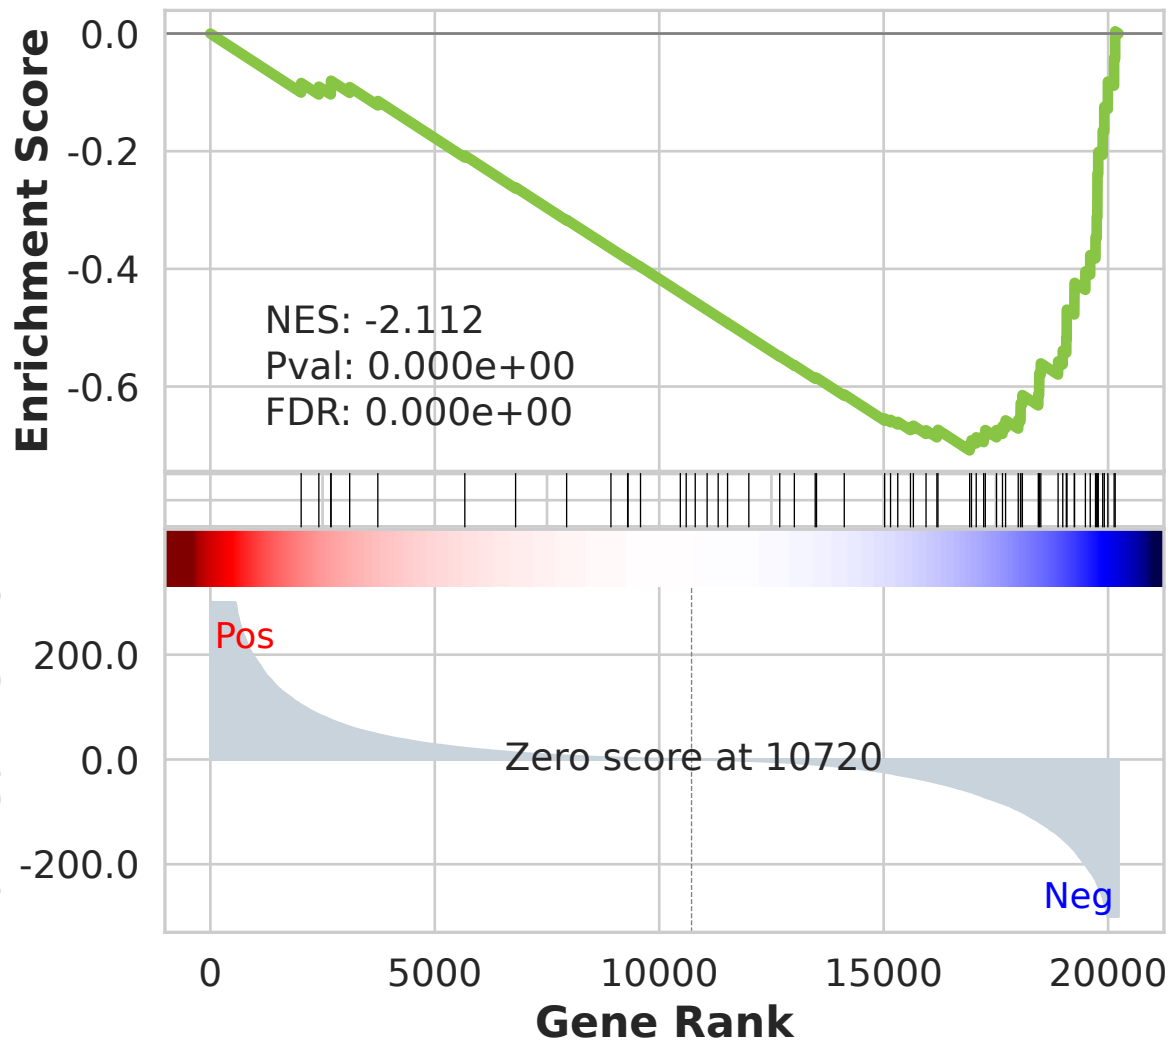 Enrichment Score
0.0
-0.2
-0.4
-0.6
NES: -2.112
Pval: 0.000e+00
FDR: 0.000e+00
Pos
200.0
0.0
-200.0
Zero score at 10720
Neg
0 5000 10000 15000 20000
Gene Rank